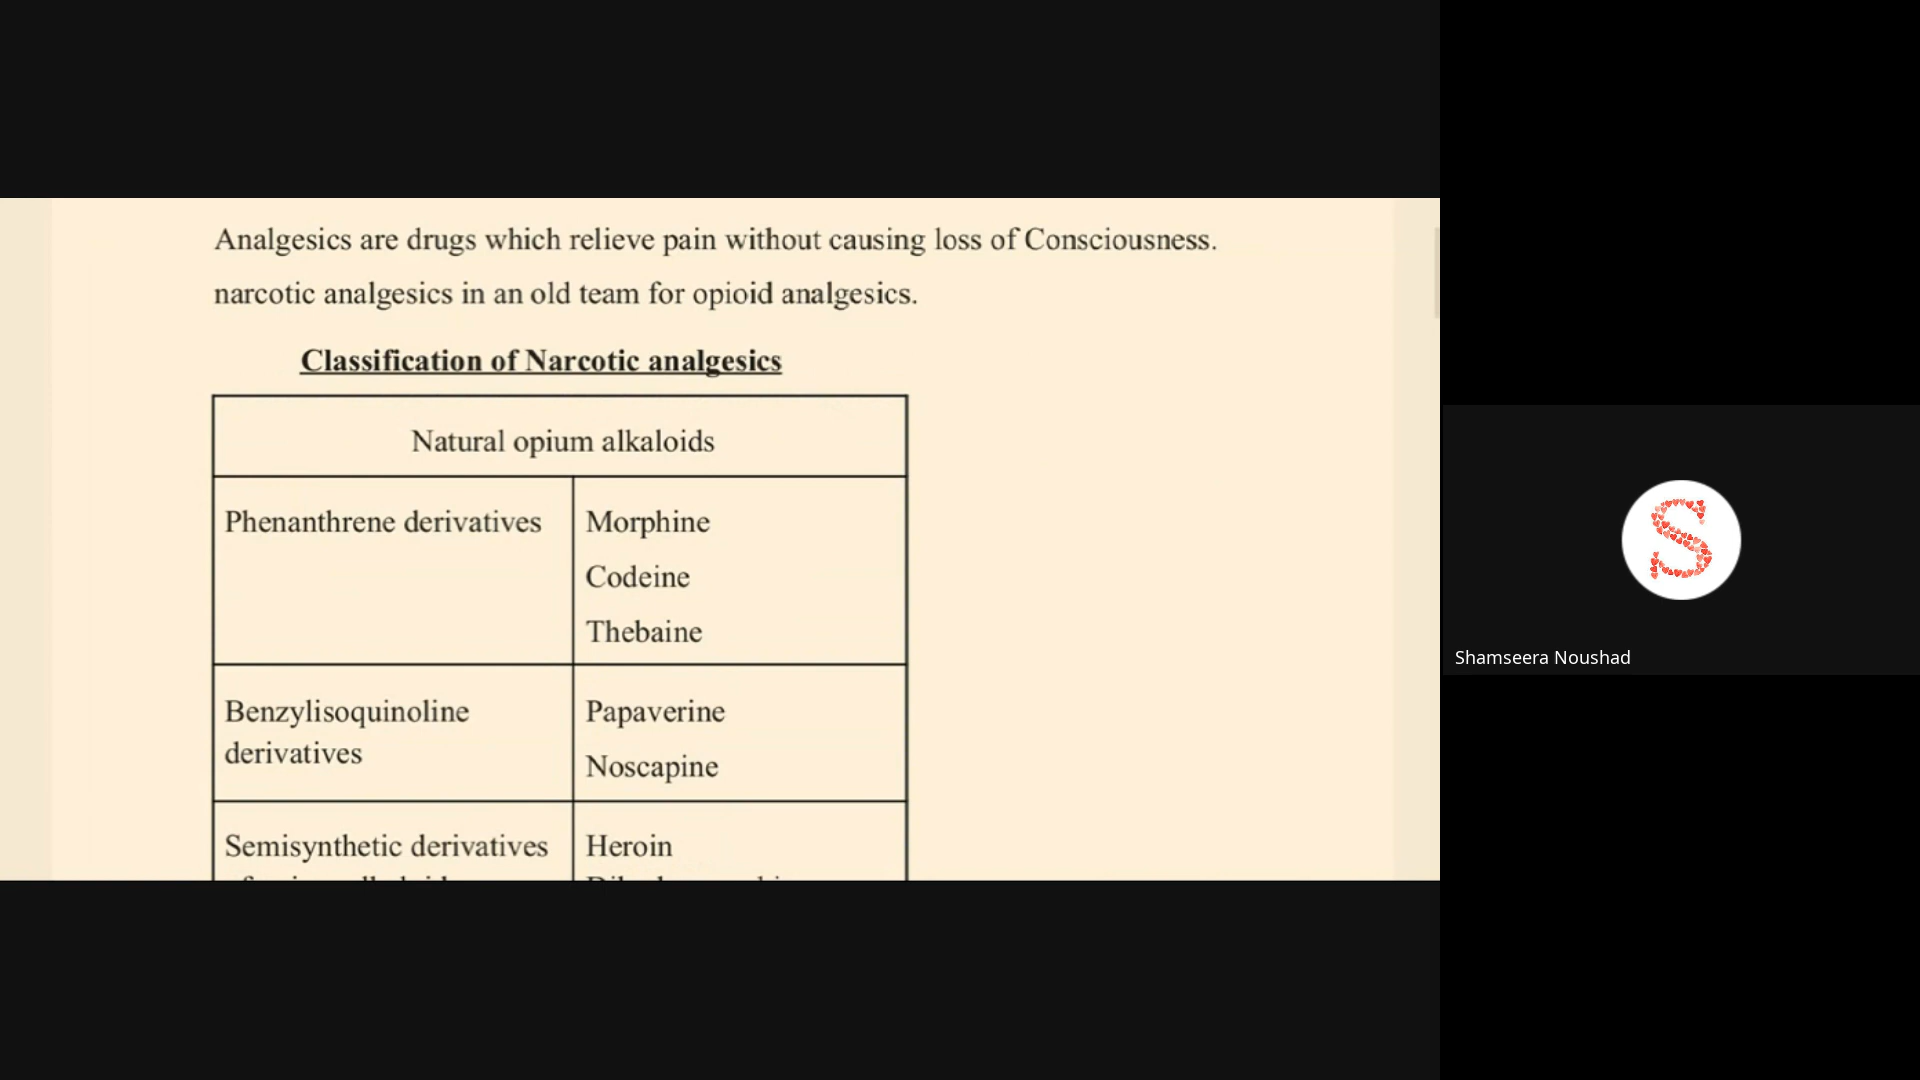 Analgesics are drugs which relieve pain without causing loss of Consciousness.
narcotic analgesics in an old team for opioid analgesics.
Classification of Narcotic analgesics
Natural opium alkaloids
Phenanthrene derivatives
Morphine
Codeine
Thebaine
Benzylisoquinoline
derivatives
Papaverine
Noscapine
Semisynthetic derivatives
Heroin
S
Shamseera Noushad